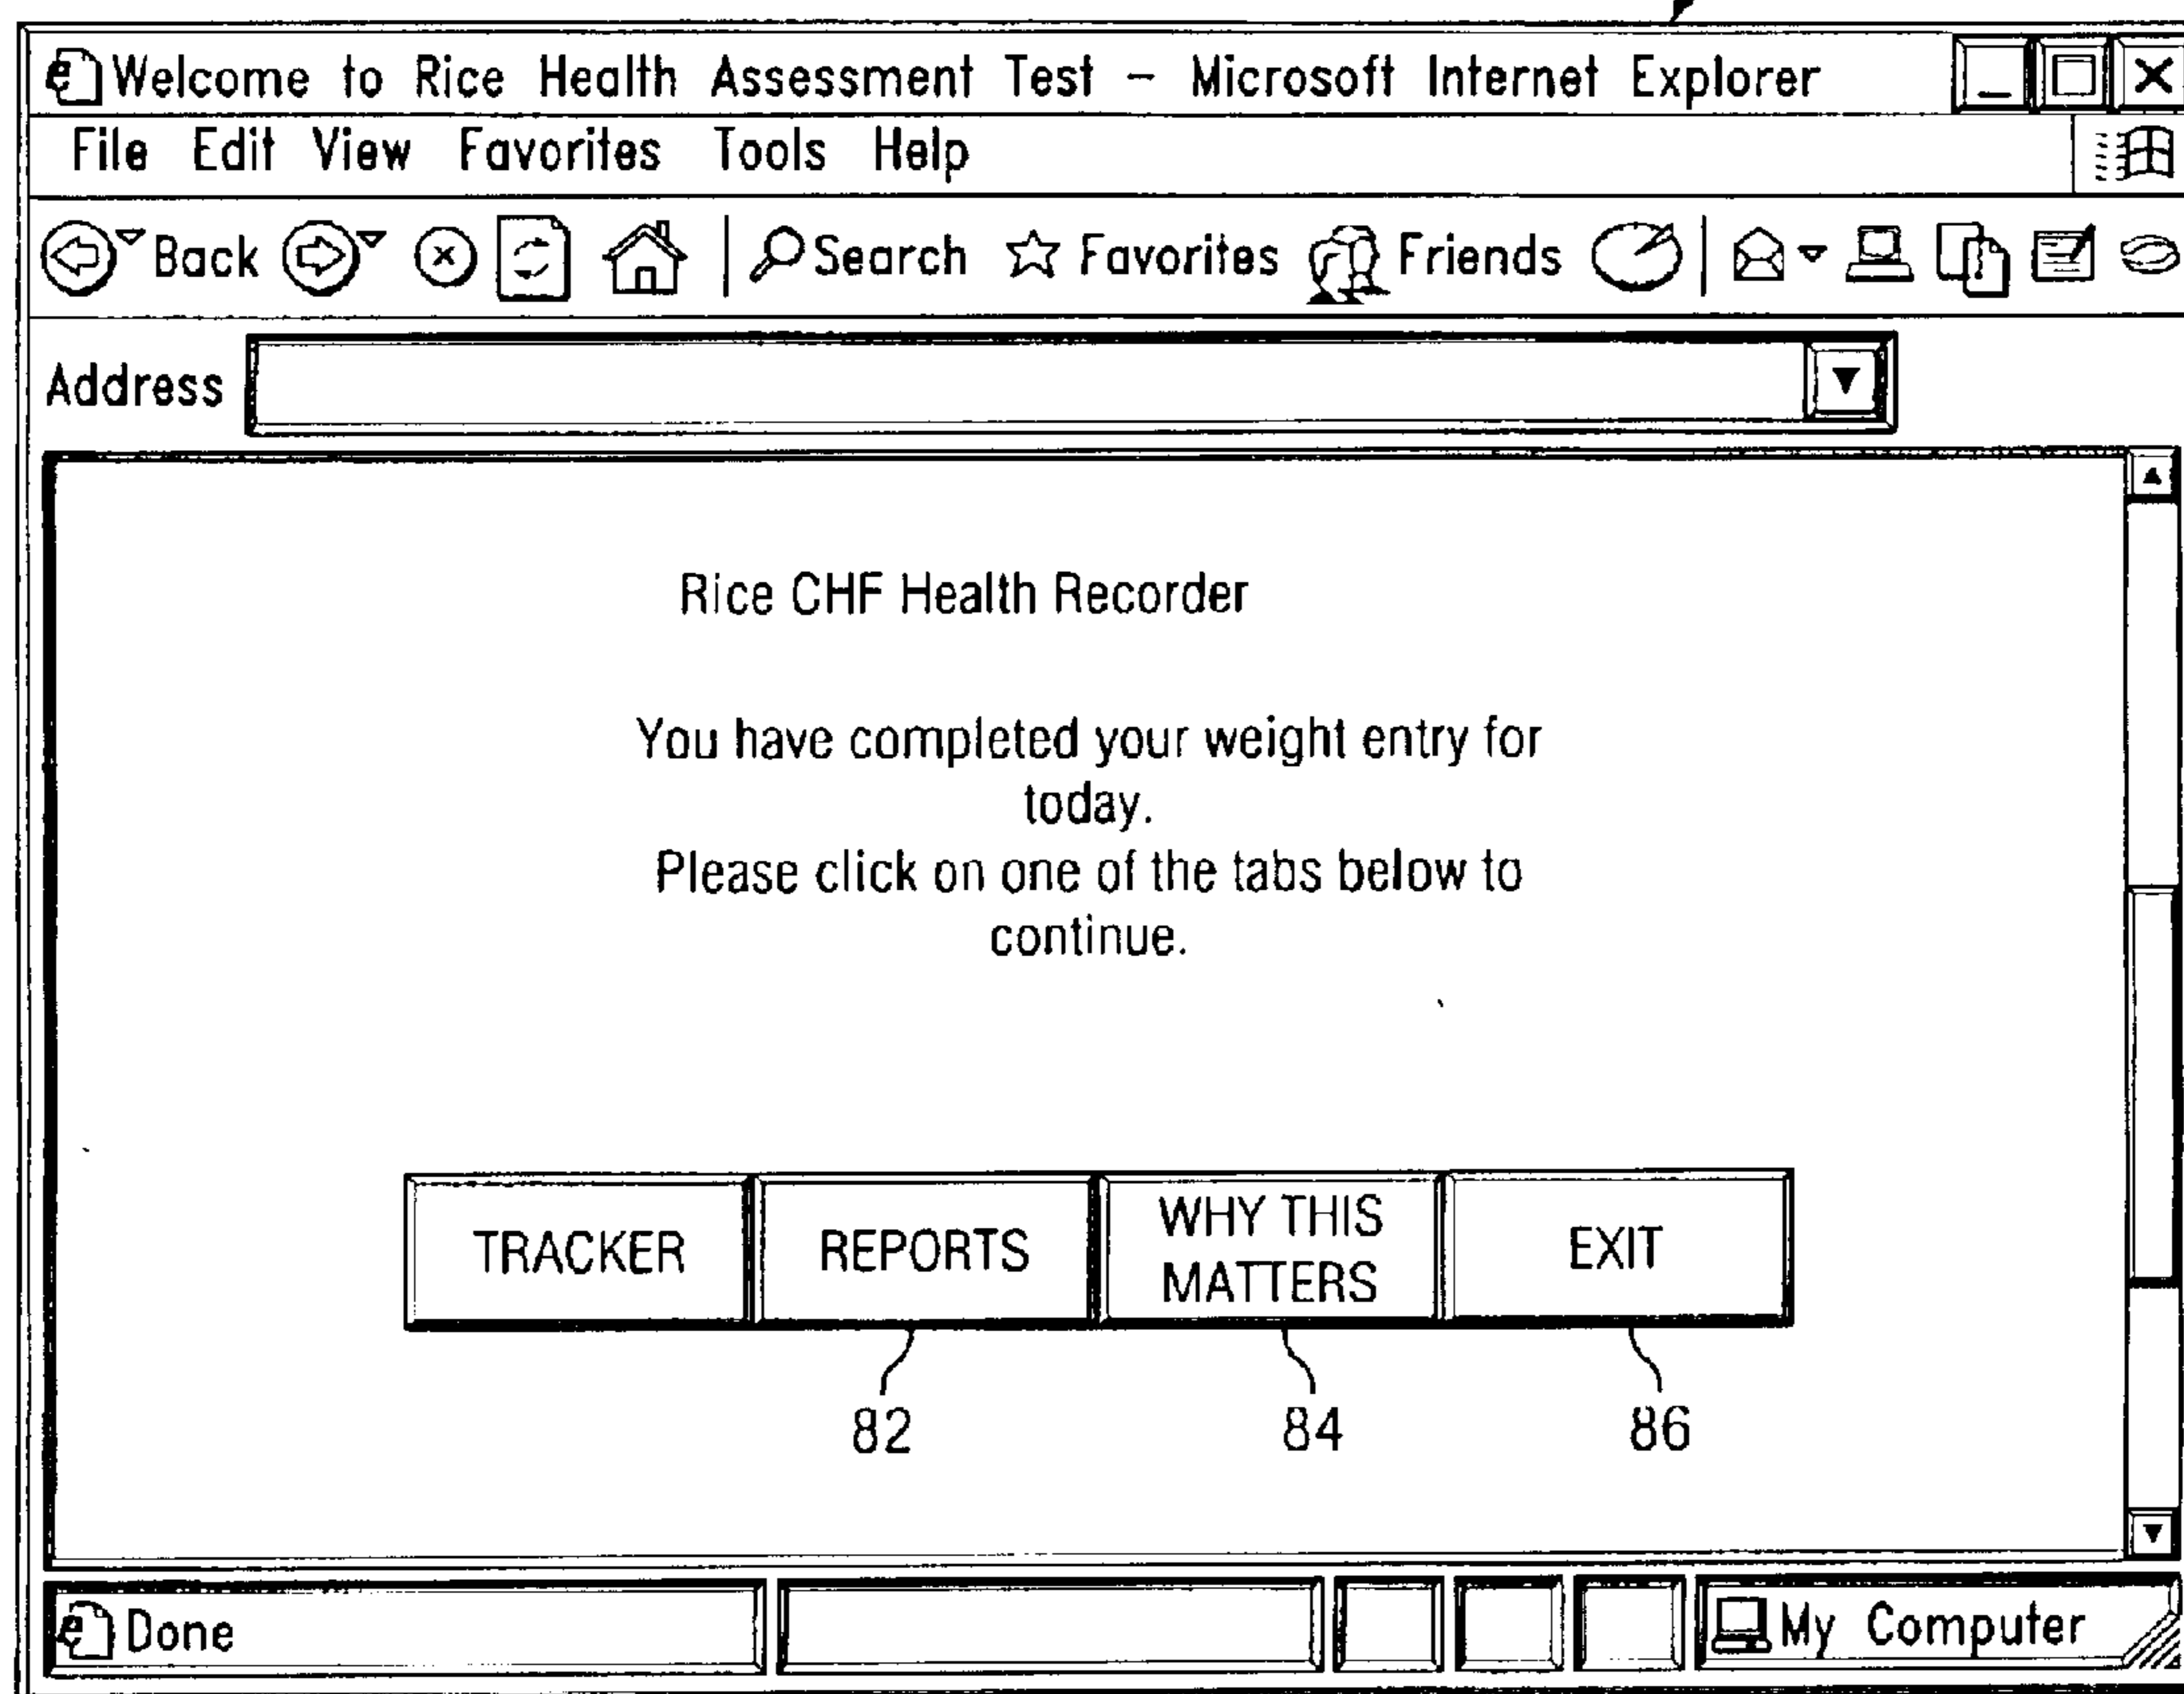 Welcome to Rice Health Assessment Test – Microsoft Internet Explorer
File Edit View Favorites Tools Help
Back Search Favorites Friends
Address
Rice CHF Health Recorder
You have completed your weight entry for
today.
Please click on one of the tabs below to
continue.
TRACKER REPORTS WHY THIS EXIT
MATTERS
82 84 86
Done My Computer